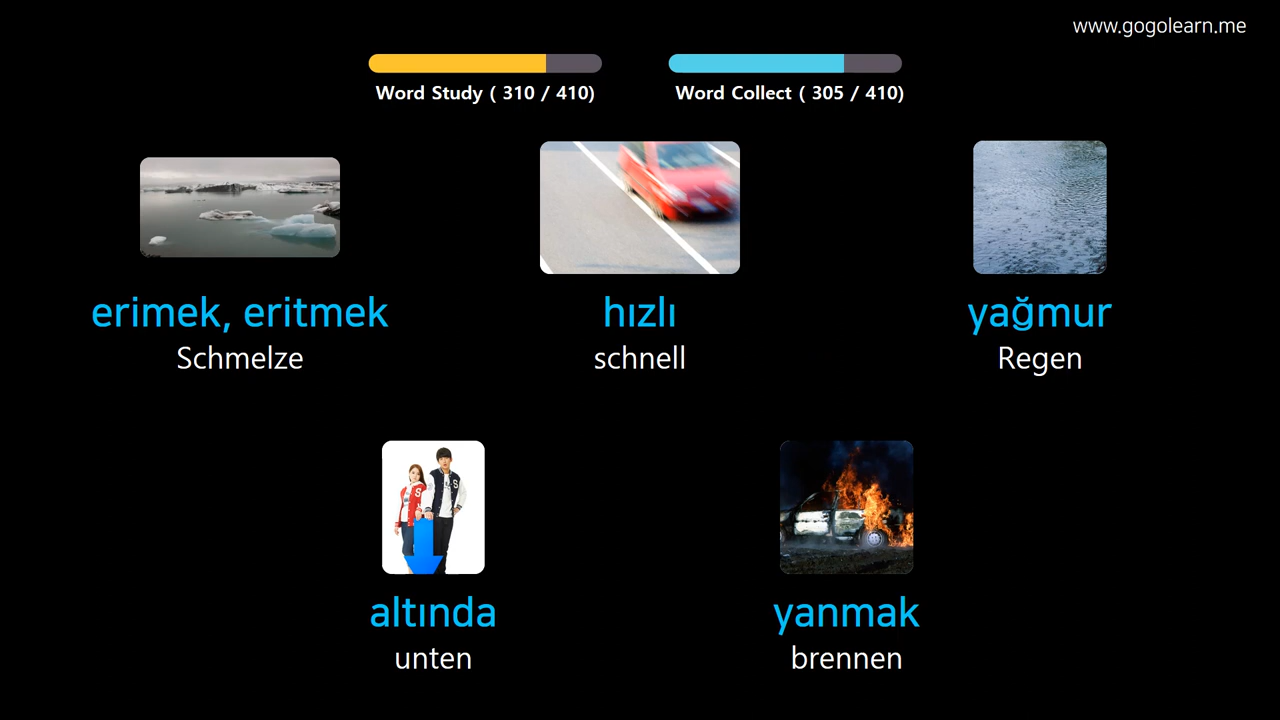 www.gogolearn.me
Word Study ( 310 / 410)
Word Collect ( 305 / 410)
erimek, eritmek
Schmelze
hızlı
schnell
yağmur
Regen
altında
unten
yanmak
brennen